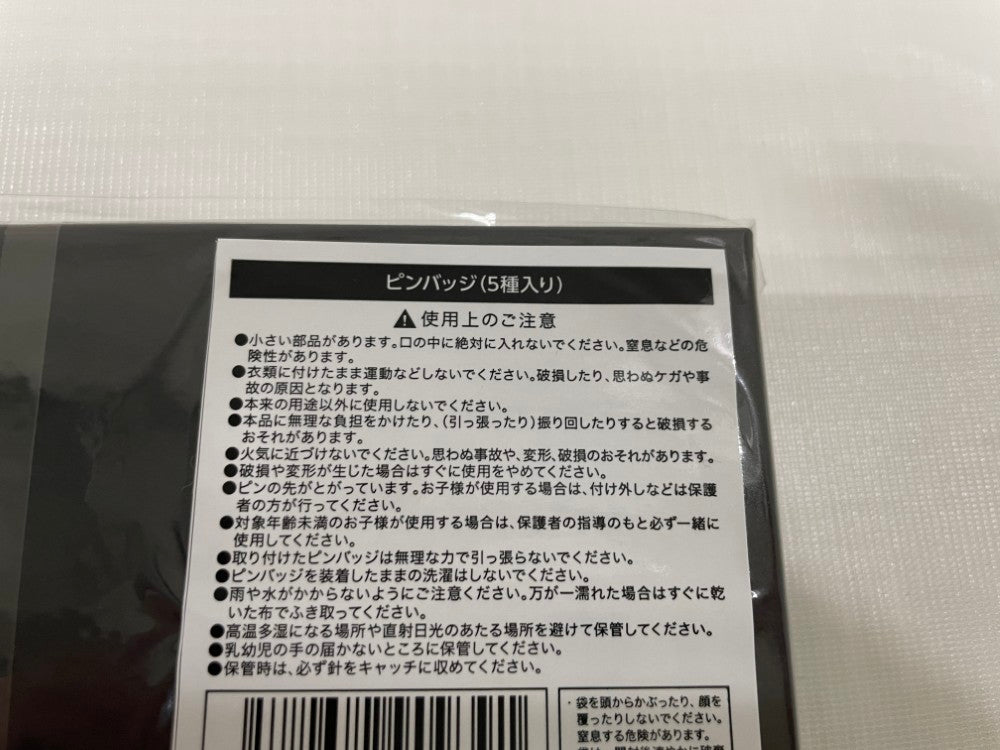 ピンバッジ(5種入り)
⚠使用上のご注意
●小さい部品があります。口の中に絶対に入れないでください。窒息などの危
険性があります。
●衣類に付けたまま運動などしないでください。破損したり、思わぬケガや事
故の原因となります。
●本来の用途以外に使用しないでください。
●本品に無理な負担をかけたり、(引っ張ったり)振り回したりすると破損する
おそれがあります。
●火気に近づけないでください。思わぬ事故や、変形、破損のおそれがあります。
●破損や変形が生じた場合はすぐに使用をやめてください。
●ピンの先がとがっています。お子様が使用する場合は、付け外しなどは保護
者の方が行ってください。
●対象年齢未満のお子様が使用する場合は、保護者の指導のもと必ず一緒に
使用してください。
●取り付けたピンバッジは無理な力で引っ張らないでください。
●ピンバッジを装着したままの洗濯はしないでください。
●雨や水がかからないようにご注意ください。万が一濡れた場合はすぐに乾
いた布でふき取ってください。
●高温多湿になる場所や直射日光のあたる場所を避けて保管してください。
●乳幼児の手の届かないところに保管してください。
●保管時は、必ず針をキャッチに収めてください。
・袋を頭からかぶったり、顔を
覆ったりしないでください。
窒息する危険があります。